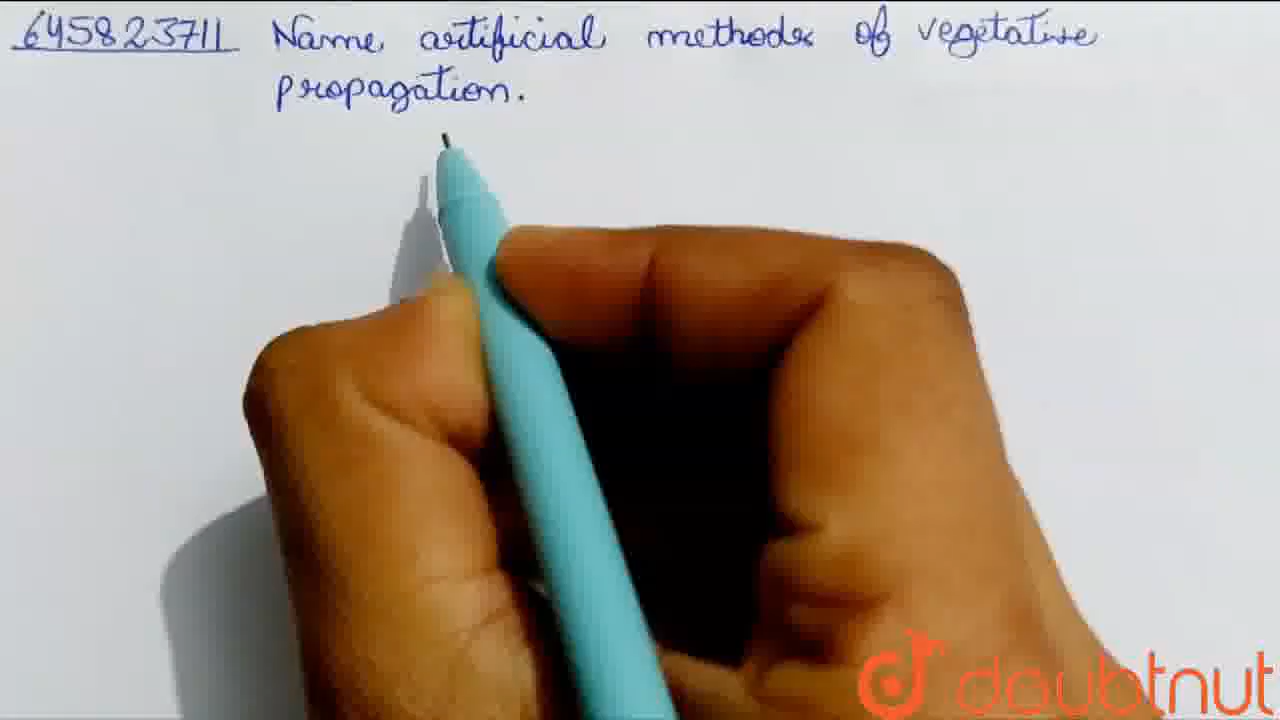 645823711 Name artificial methods of vegetative
propagation.
doubtnut